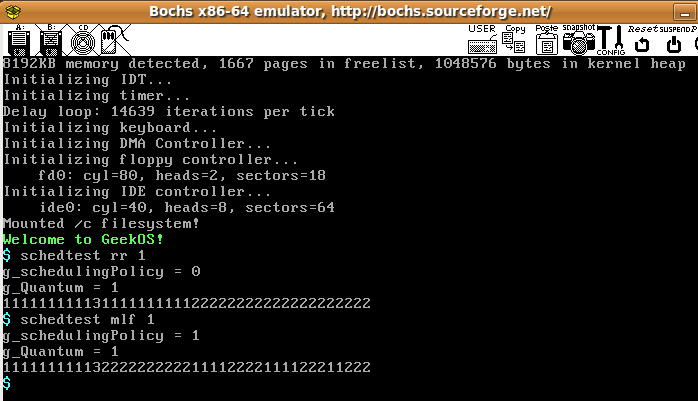 A:
B:
CD
USER
Copy
Paste
snapshot
CONFIG
Reset
SUSPEND
Bochs x86-64 emulator, http://bochs.sourceforge.net/
8192KB memory detected, 1667 pages in freelist, 1048576 bytes in kernel heap
Initializing IDT...
Initializing timer...
Delay loop: 14639 iterations per tick
Initializing keyboard...
Initializing DMA Controller...
Initializing floppy controller...
fd0: cyl=80, heads=2, sectors=18
Initializing IDE controller...
ide0: cyl=40, heads=8, sectors=64
Mounted /c filesystem!
Welcome to GeekOS!
$ schedtest rr 1
g_schedulingPolicy = 0
g_Quantum = 1
11111111113111111111122222222222222222222
$ schedtest mlf 1
g_schedulingPolicy = 1
g_Quantum = 1
11111111113222222222211112222111122211222
$